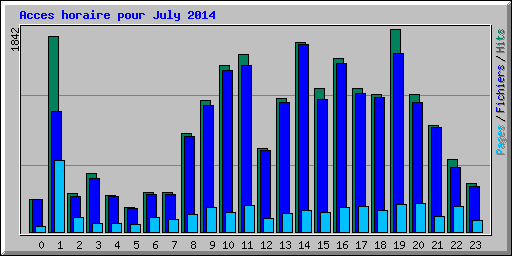 Acces horaire pour July 2014
1842
Pages / Fichiers / Hits
0 1 2 3 4 5 6 7 8 9 10 11 12 13 14 15 16 17 18 19 20 21 22 23